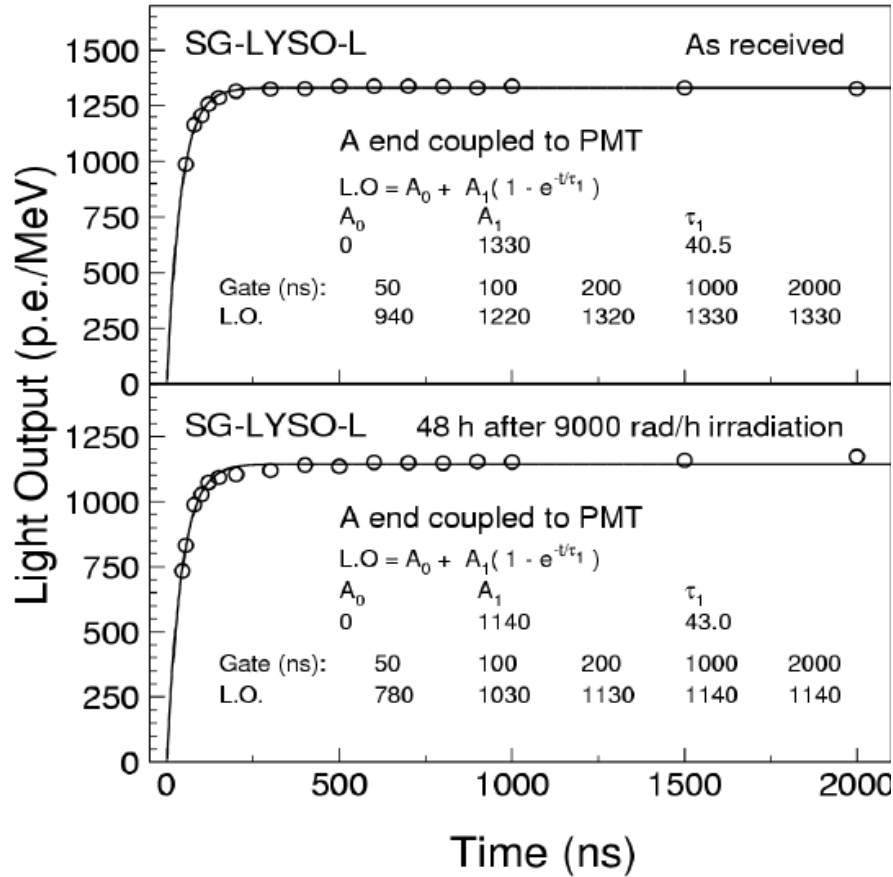 Light Output (p.e./MeV)
1500
1250
1000
750
500
250
0
SG-LYSO-L As received
A end coupled to PMT
L.O = A₀ + A₁( 1 - e^{-t/τ₁} )
A₀ A₁ τ₁
0 1330 40.5
Gate (ns): 50 100 200 1000 2000
L.O. 940 1220 1320 1330 1330
1250
1000
750
500
250
0
SG-LYSO-L 48 h after 9000 rad/h irradiation
A end coupled to PMT
L.O = A₀ + A₁( 1 - e^{-t/τ₁} )
A₀ A₁ τ₁
0 1140 43.0
Gate (ns): 50 100 200 1000 2000
L.O. 780 1030 1130 1140 1140
0 500 1000 1500 2000
Time (ns)